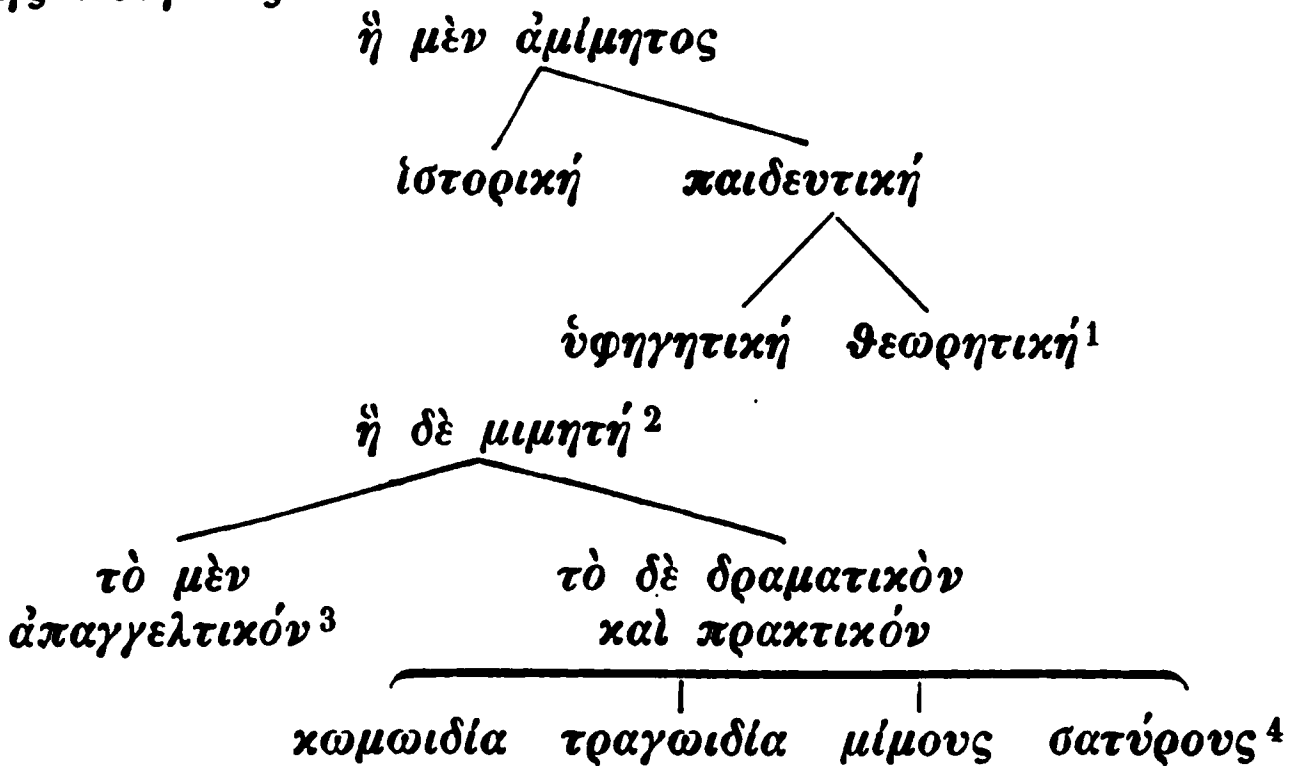 ἣ μὲν ἀμίμητος
ἱστορική παιδευτική
ὑφηγητική θεωρητική¹
ἣ δὲ μιμητή²
τὸ μὲν τὸ δὲ δραματικὸν
ἀπαγγελτικόν³ καὶ πρακτικόν
κωμωιδία τραγωιδία μίμους σατύρους⁴